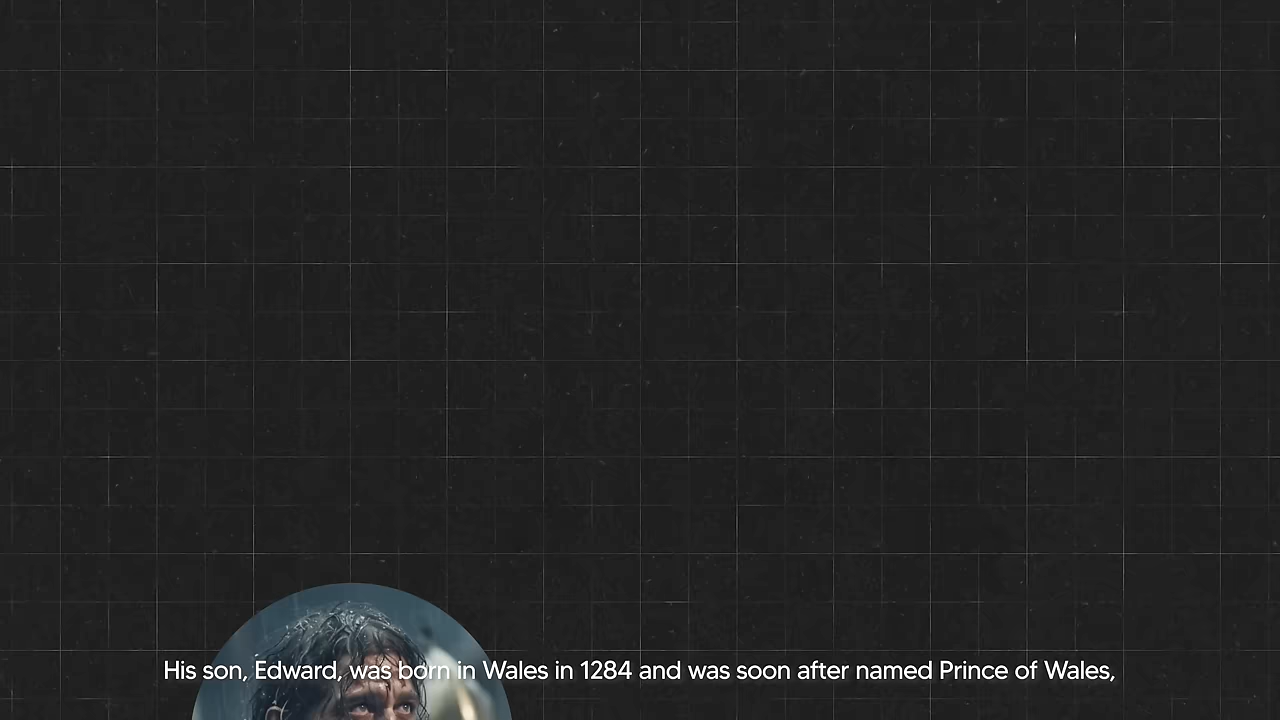 His son, Edward, was born in Wales in 1284 and was soon after named Prince of Wales,